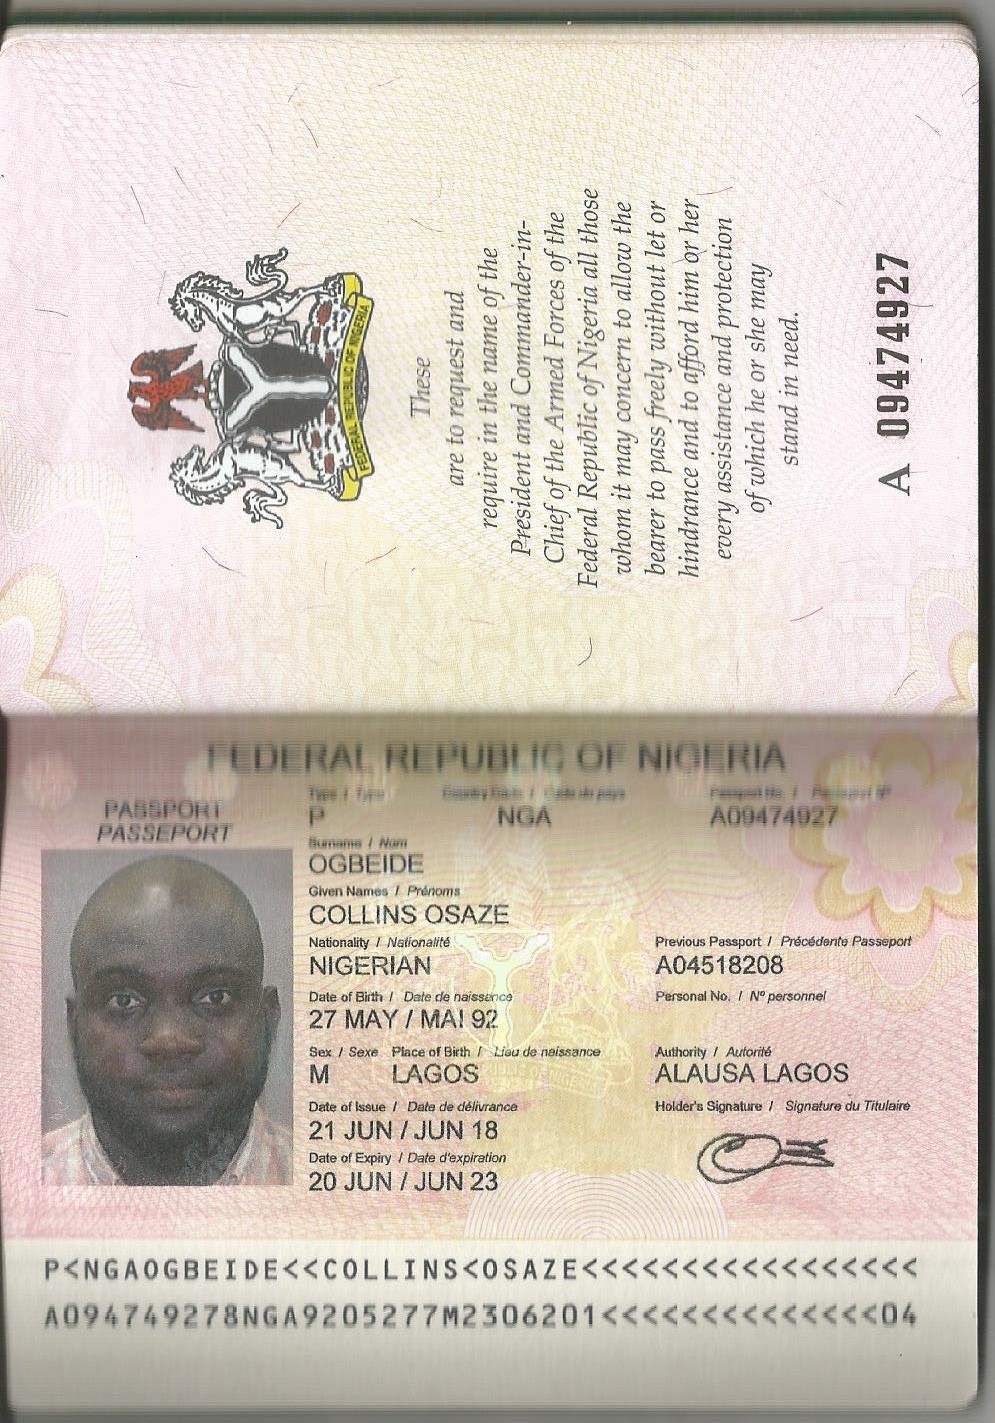 FEDERAL REPUBLIC OF NIGERIA
These
are to request and
require in the name of the
President and Commander-in-
Chief of the Armed Forces of the
Federal Republic of Nigeria all those
whom it may concern to allow the
bearer to pass freely without let or
hindrance and to afford him or her
every assistance and protection
of which he or she may
stand in need.
A 09474927
FEDERAL REPUBLIC OF NIGERIA
PASSPORT
PASSEPORT
Type / Type Country Code / Code du pays Passport No. / Passeport N°
P NGA A09474927
Surname / Nom
OGBEIDE
Given Names / Prénoms
COLLINS OSAZE
Nationality / Nationalité Previous Passport / Précédente Passeport
NIGERIAN A04518208
Date of Birth / Date de naissance Personal No. / N° personnel
27 MAY / MAI 92
Sex / Sexe Place of Birth / Lieu de naissance Authority / Autorité
M LAGOS ALAUSA LAGOS
Date of Issue / Date de délivrance Holder's Signature / Signature du Titulaire
21 JUN / JUN 18
Date of Expiry / Date d'expiration
20 JUN / JUN 23
P<NGAOGBEIDE<<COLLINS<OSAZE<<<<<<<<<<<<<<<<<
A094749278NGA9205277M2306201<<<<<<<<<<<<<<04